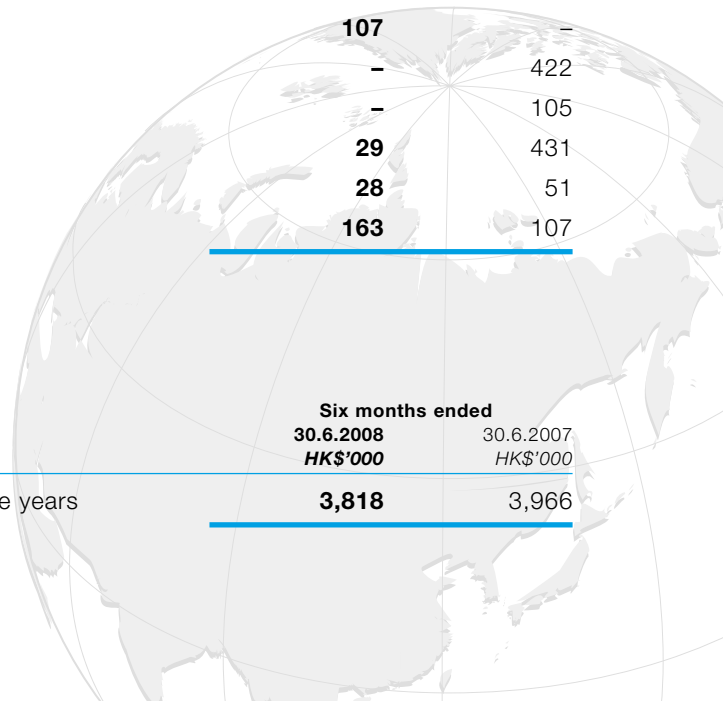 107 –
– 422
– 105
29 431
28 51
163 107
Six months ended
30.6.2008 30.6.2007
HK$'000 HK$'000
e years 3,818 3,966